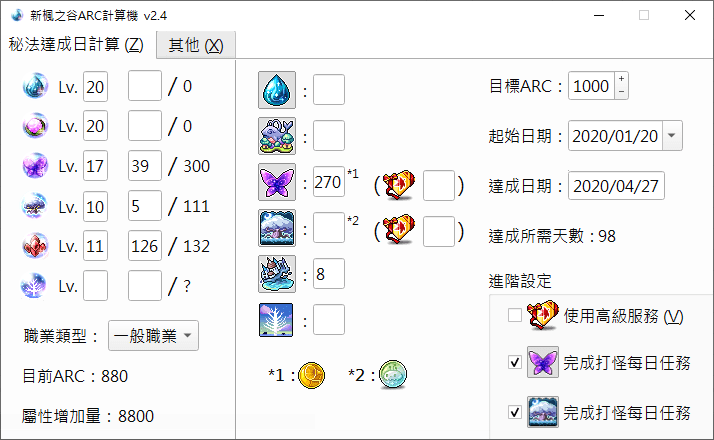 新楓之谷ARC計算機 v2.4
秘法達成日計算 (Z)
其他 (X)
Lv. 20 / 0
Lv. 20 / 0
Lv. 17 39 / 300
Lv. 10 5 / 111
Lv. 11 126 / 132
Lv. / ?
職業類型： 一般職業
目前ARC：880
屬性增加量：8800
:
:
: 270 *1 ( )
: *2 ( )
: 8
:
*1 : *2 :
目標ARC： 1000 + −
起始日期： 2020/01/20
達成日期： 2020/04/27
達成所需天數：98
進階設定
使用高級服務 (V)
完成打怪每日任務
完成打怪每日任務